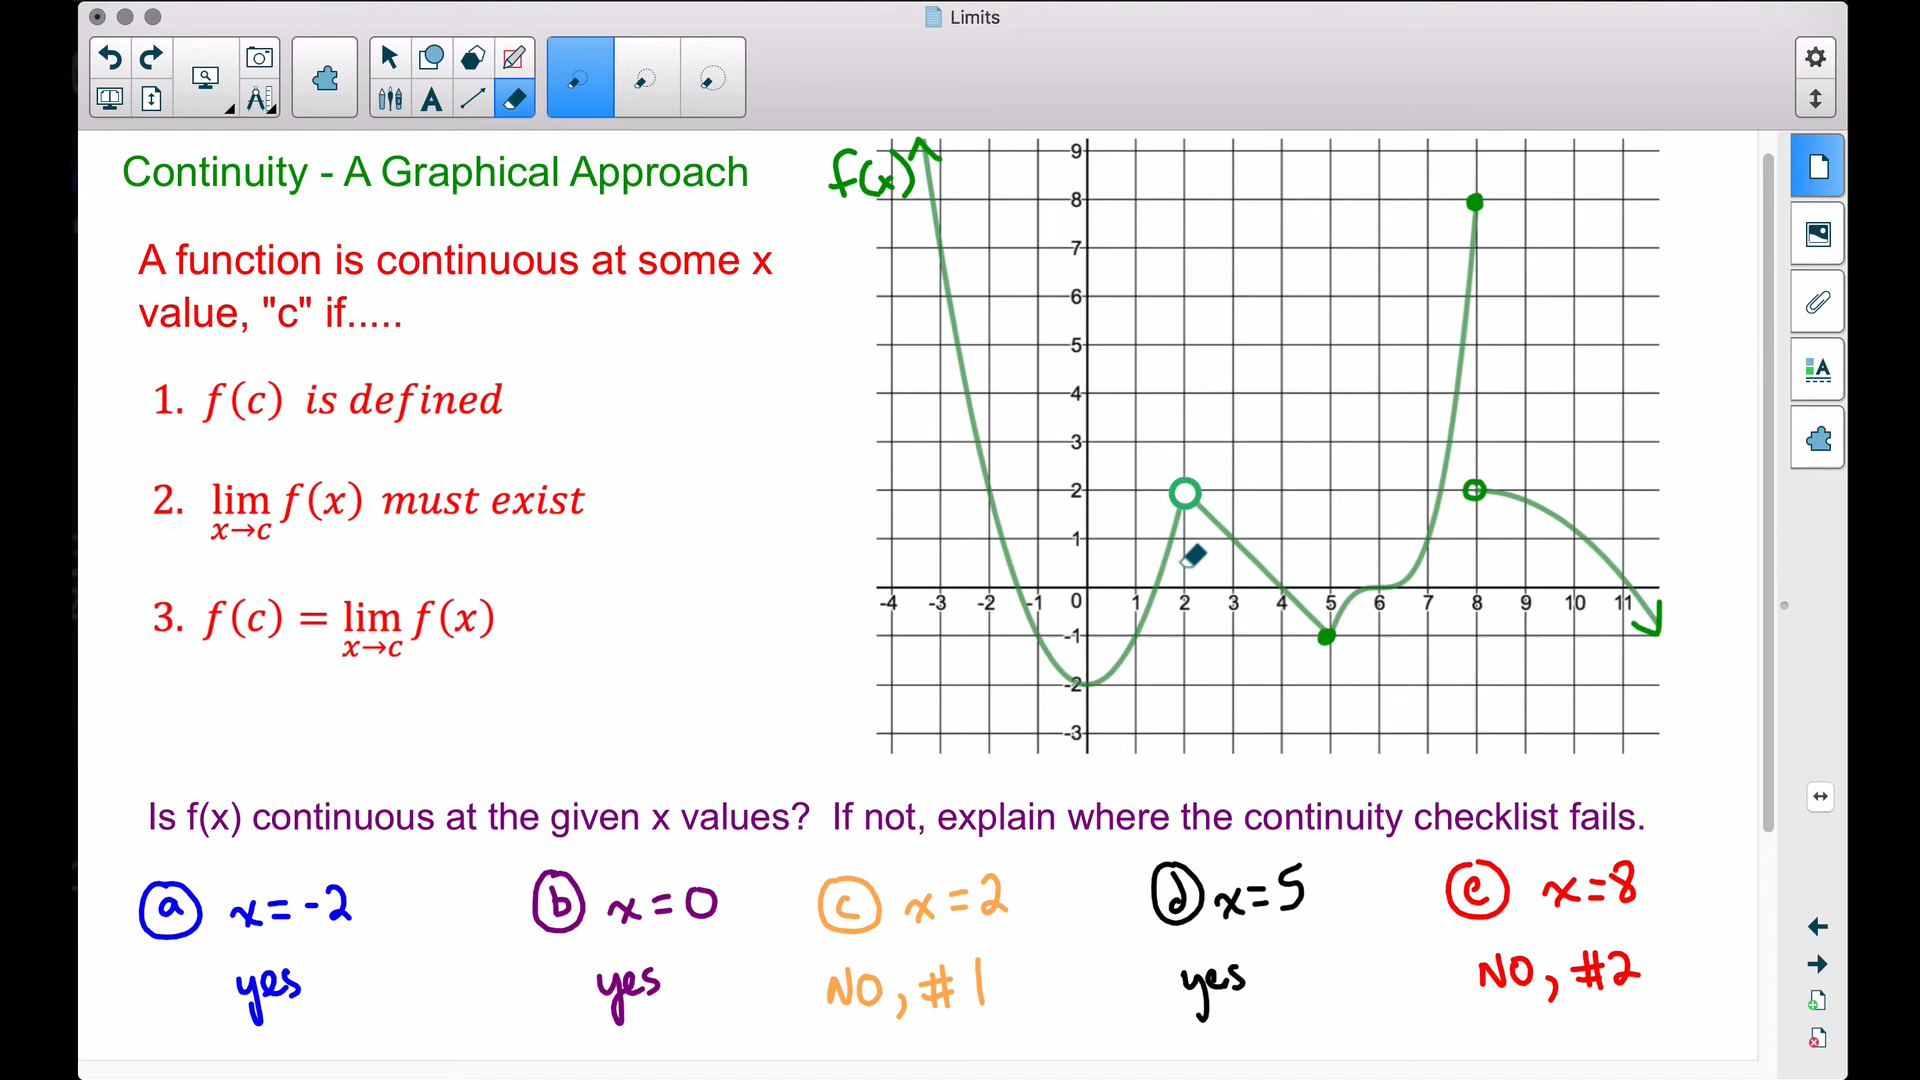 Limits
Continuity - A Graphical Approach
f(x)
A function is continuous at some x
value, "c" if.....
1. f(c) is defined
2. lim f(x) must exist
x→c
3. f(c) = lim f(x)
x→c
9
8
7
6
5
4
3
2
1
-4 -3 -2 -1 0 1 2 3 4 5 6 7 8 9 10 11
-1
-2
-3
Is f(x) continuous at the given x values? If not, explain where the continuity checklist fails.
a x=-2 b x=0 c x=2 d x=5 e x=8
yes yes NO, #1 yes NO, #2